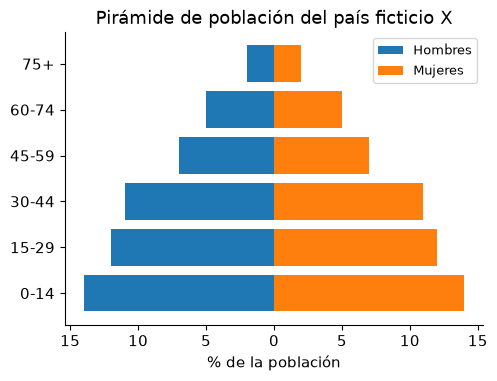 Pirámide de población del país ficticio X
Hombres
Mujeres
75+
60-74
45-59
30-44
15-29
0-14
15 10 5 0 5 10 15
% de la población